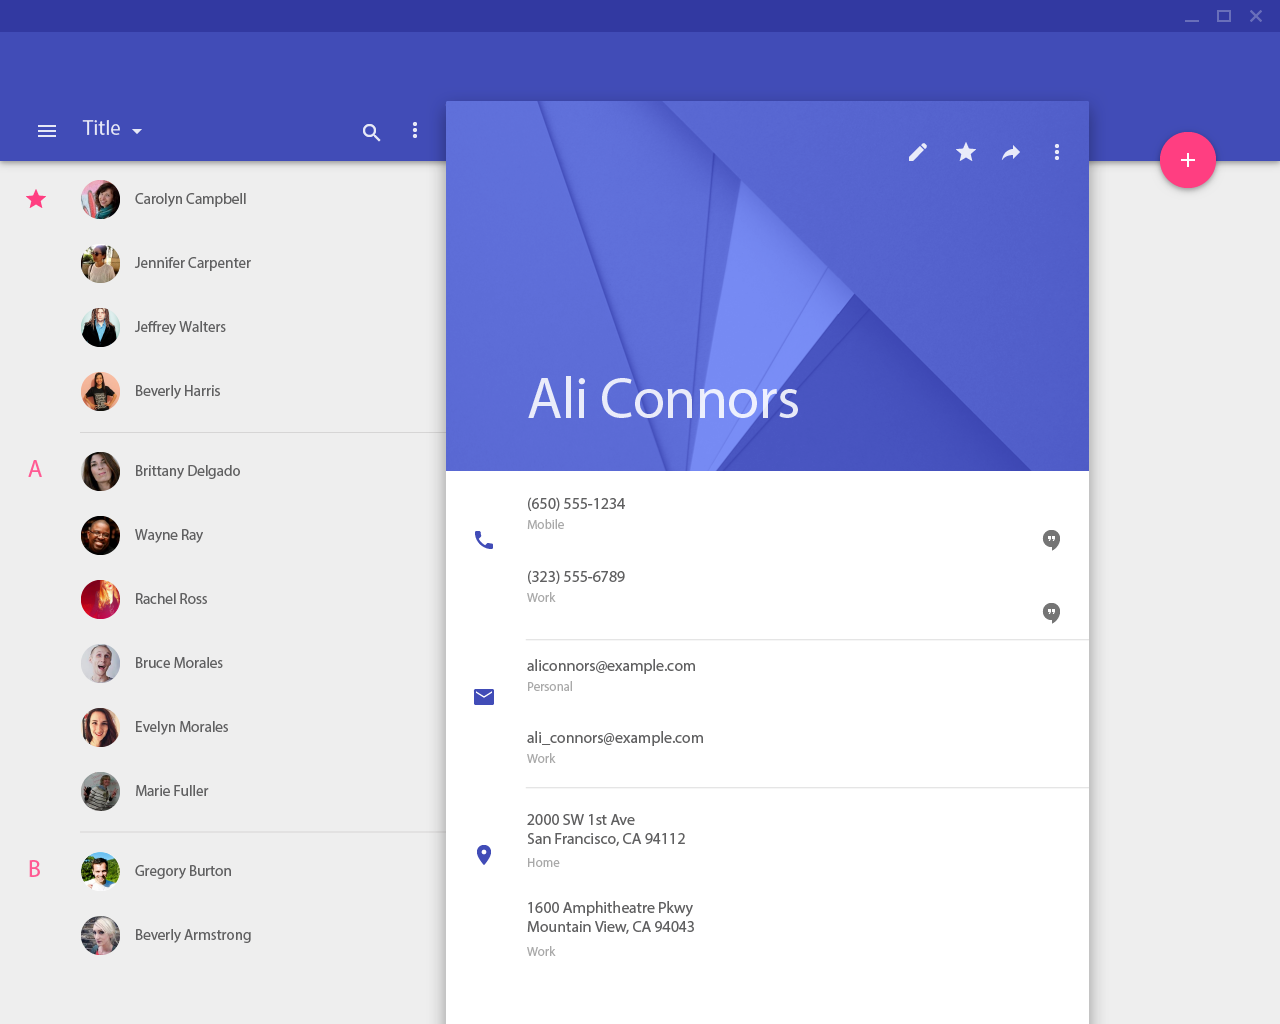 Title
Carolyn Campbell
Jennifer Carpenter
Jeffrey Walters
Beverly Harris
A
Brittany Delgado
Wayne Ray
Rachel Ross
Bruce Morales
Evelyn Morales
Marie Fuller
B
Gregory Burton
Beverly Armstrong
Ali Connors
(650) 555-1234
Mobile
(323) 555-6789
Work
aliconnors@example.com
Personal
ali_connors@example.com
Work
2000 SW 1st Ave
San Francisco, CA 94112
Home
1600 Amphitheatre Pkwy
Mountain View, CA 94043
Work